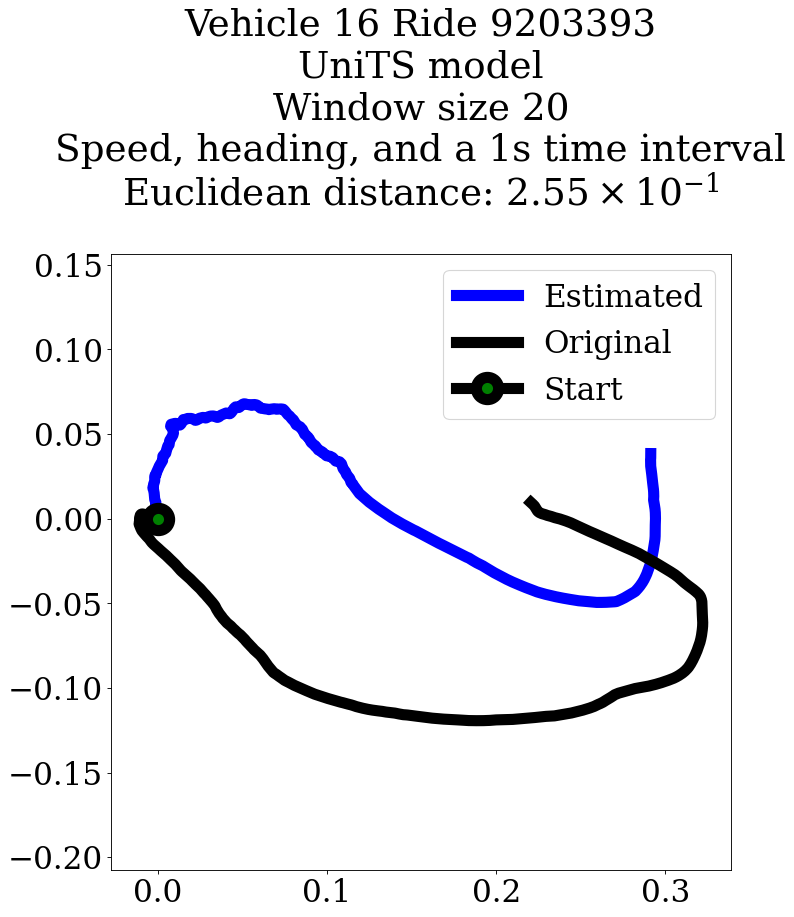 Vehicle 16 Ride 9203393
UniTS model
Window size 20
Speed, heading, and a 1s time interval
Euclidean distance: 2.55 × 10⁻¹
Estimated
Original
Start
0.15
0.10
0.05
0.00
−0.05
−0.10
−0.15
−0.20
0.0 0.1 0.2 0.3